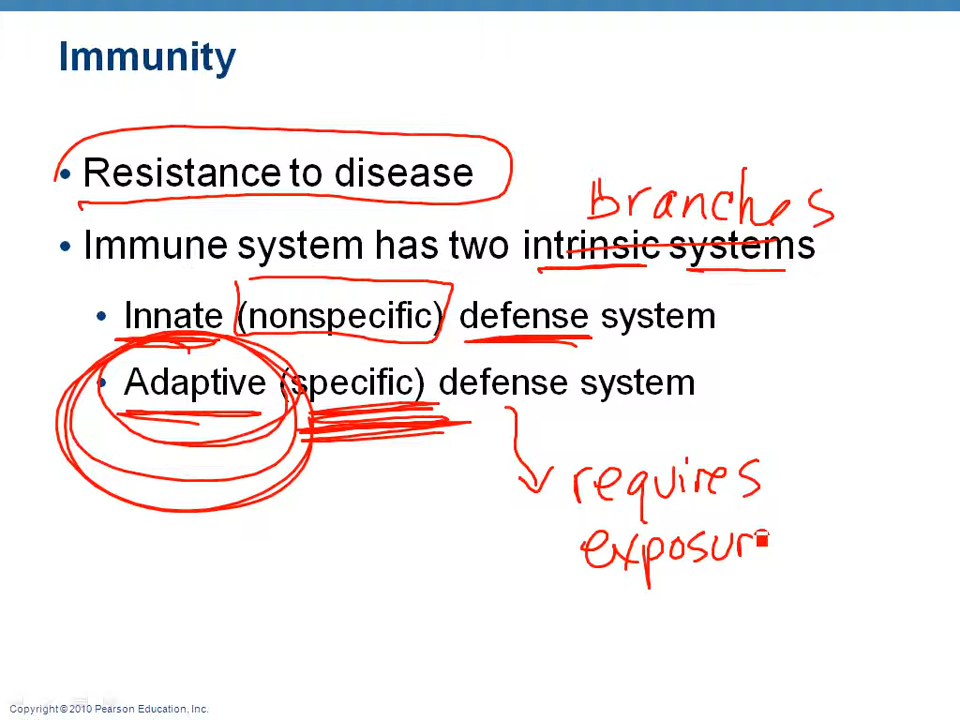 Immunity
• Resistance to disease
branches
• Immune system has two intrinsic systems
• Innate (nonspecific) defense system
• Adaptive (specific) defense system
requires
exposur
Copyright © 2010 Pearson Education, Inc.